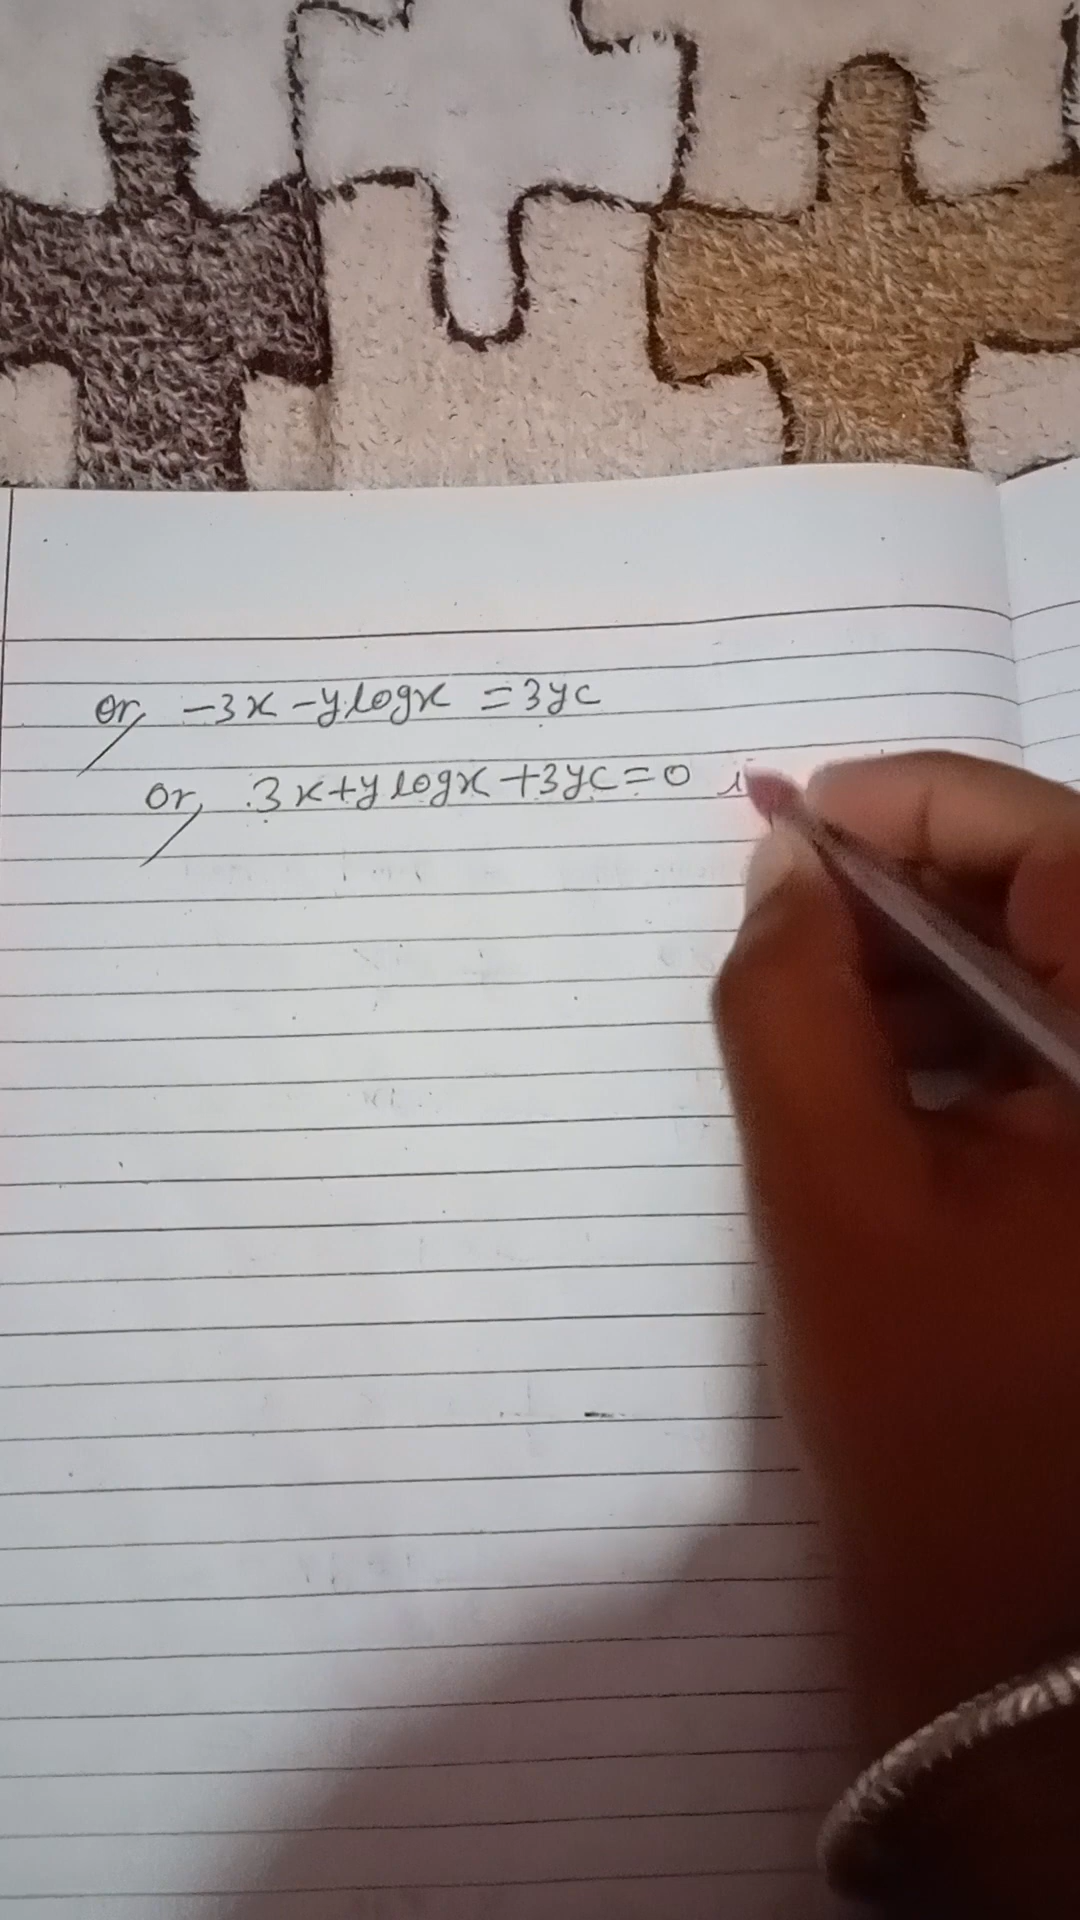 or, -3x - y logx = 3yc
or, 3x + y logx + 3yc = 0 i